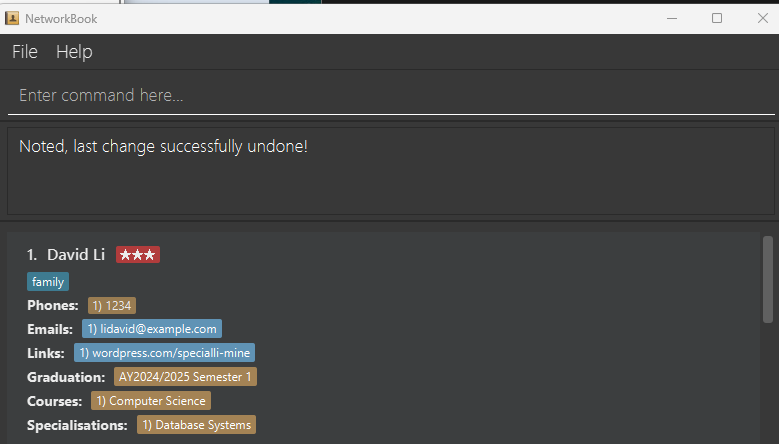 NetworkBook
File Help
Enter command here...
Noted, last change successfully undone!
1. David Li ★★★
family
Phones: 1) 1234
Emails: 1) lidavid@example.com
Links: 1) wordpress.com/specialli-mine
Graduation: AY2024/2025 Semester 1
Courses: 1) Computer Science
Specialisations: 1) Database Systems